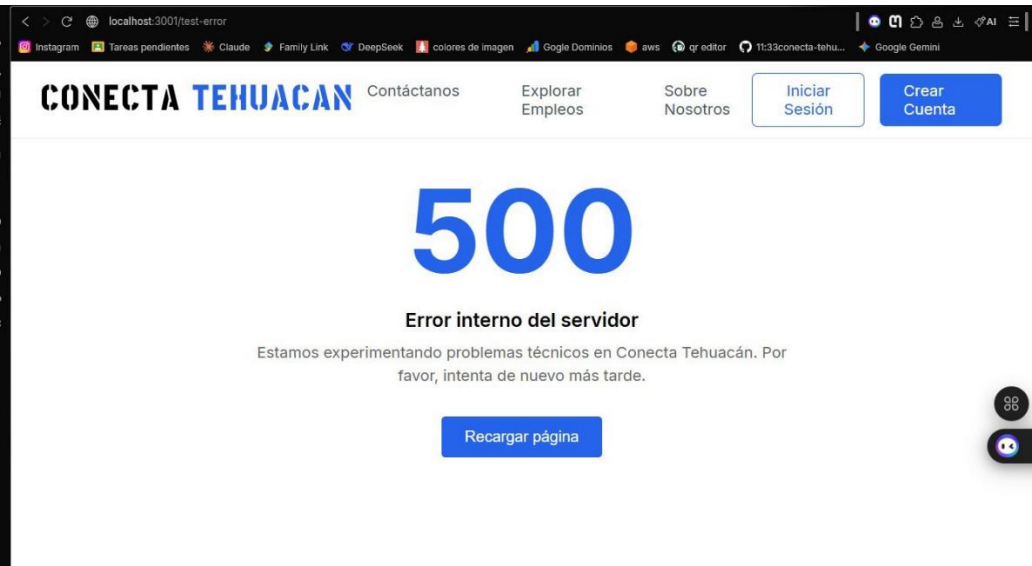 localhost:3001/test-error
AI
Instagram Tareas pendientes Claude Family Link DeepSeek colores de imagen Gogle Dominios aws qr editor 11:33conecta-tehu... Google Gemini
CONECTA TEHUACAN Contáctanos Explorar Sobre Iniciar Crear
Empleos Nosotros Sesión Cuenta
500
Error interno del servidor
Estamos experimentando problemas técnicos en Conecta Tehuacán. Por
favor, intenta de nuevo más tarde.
Recargar página